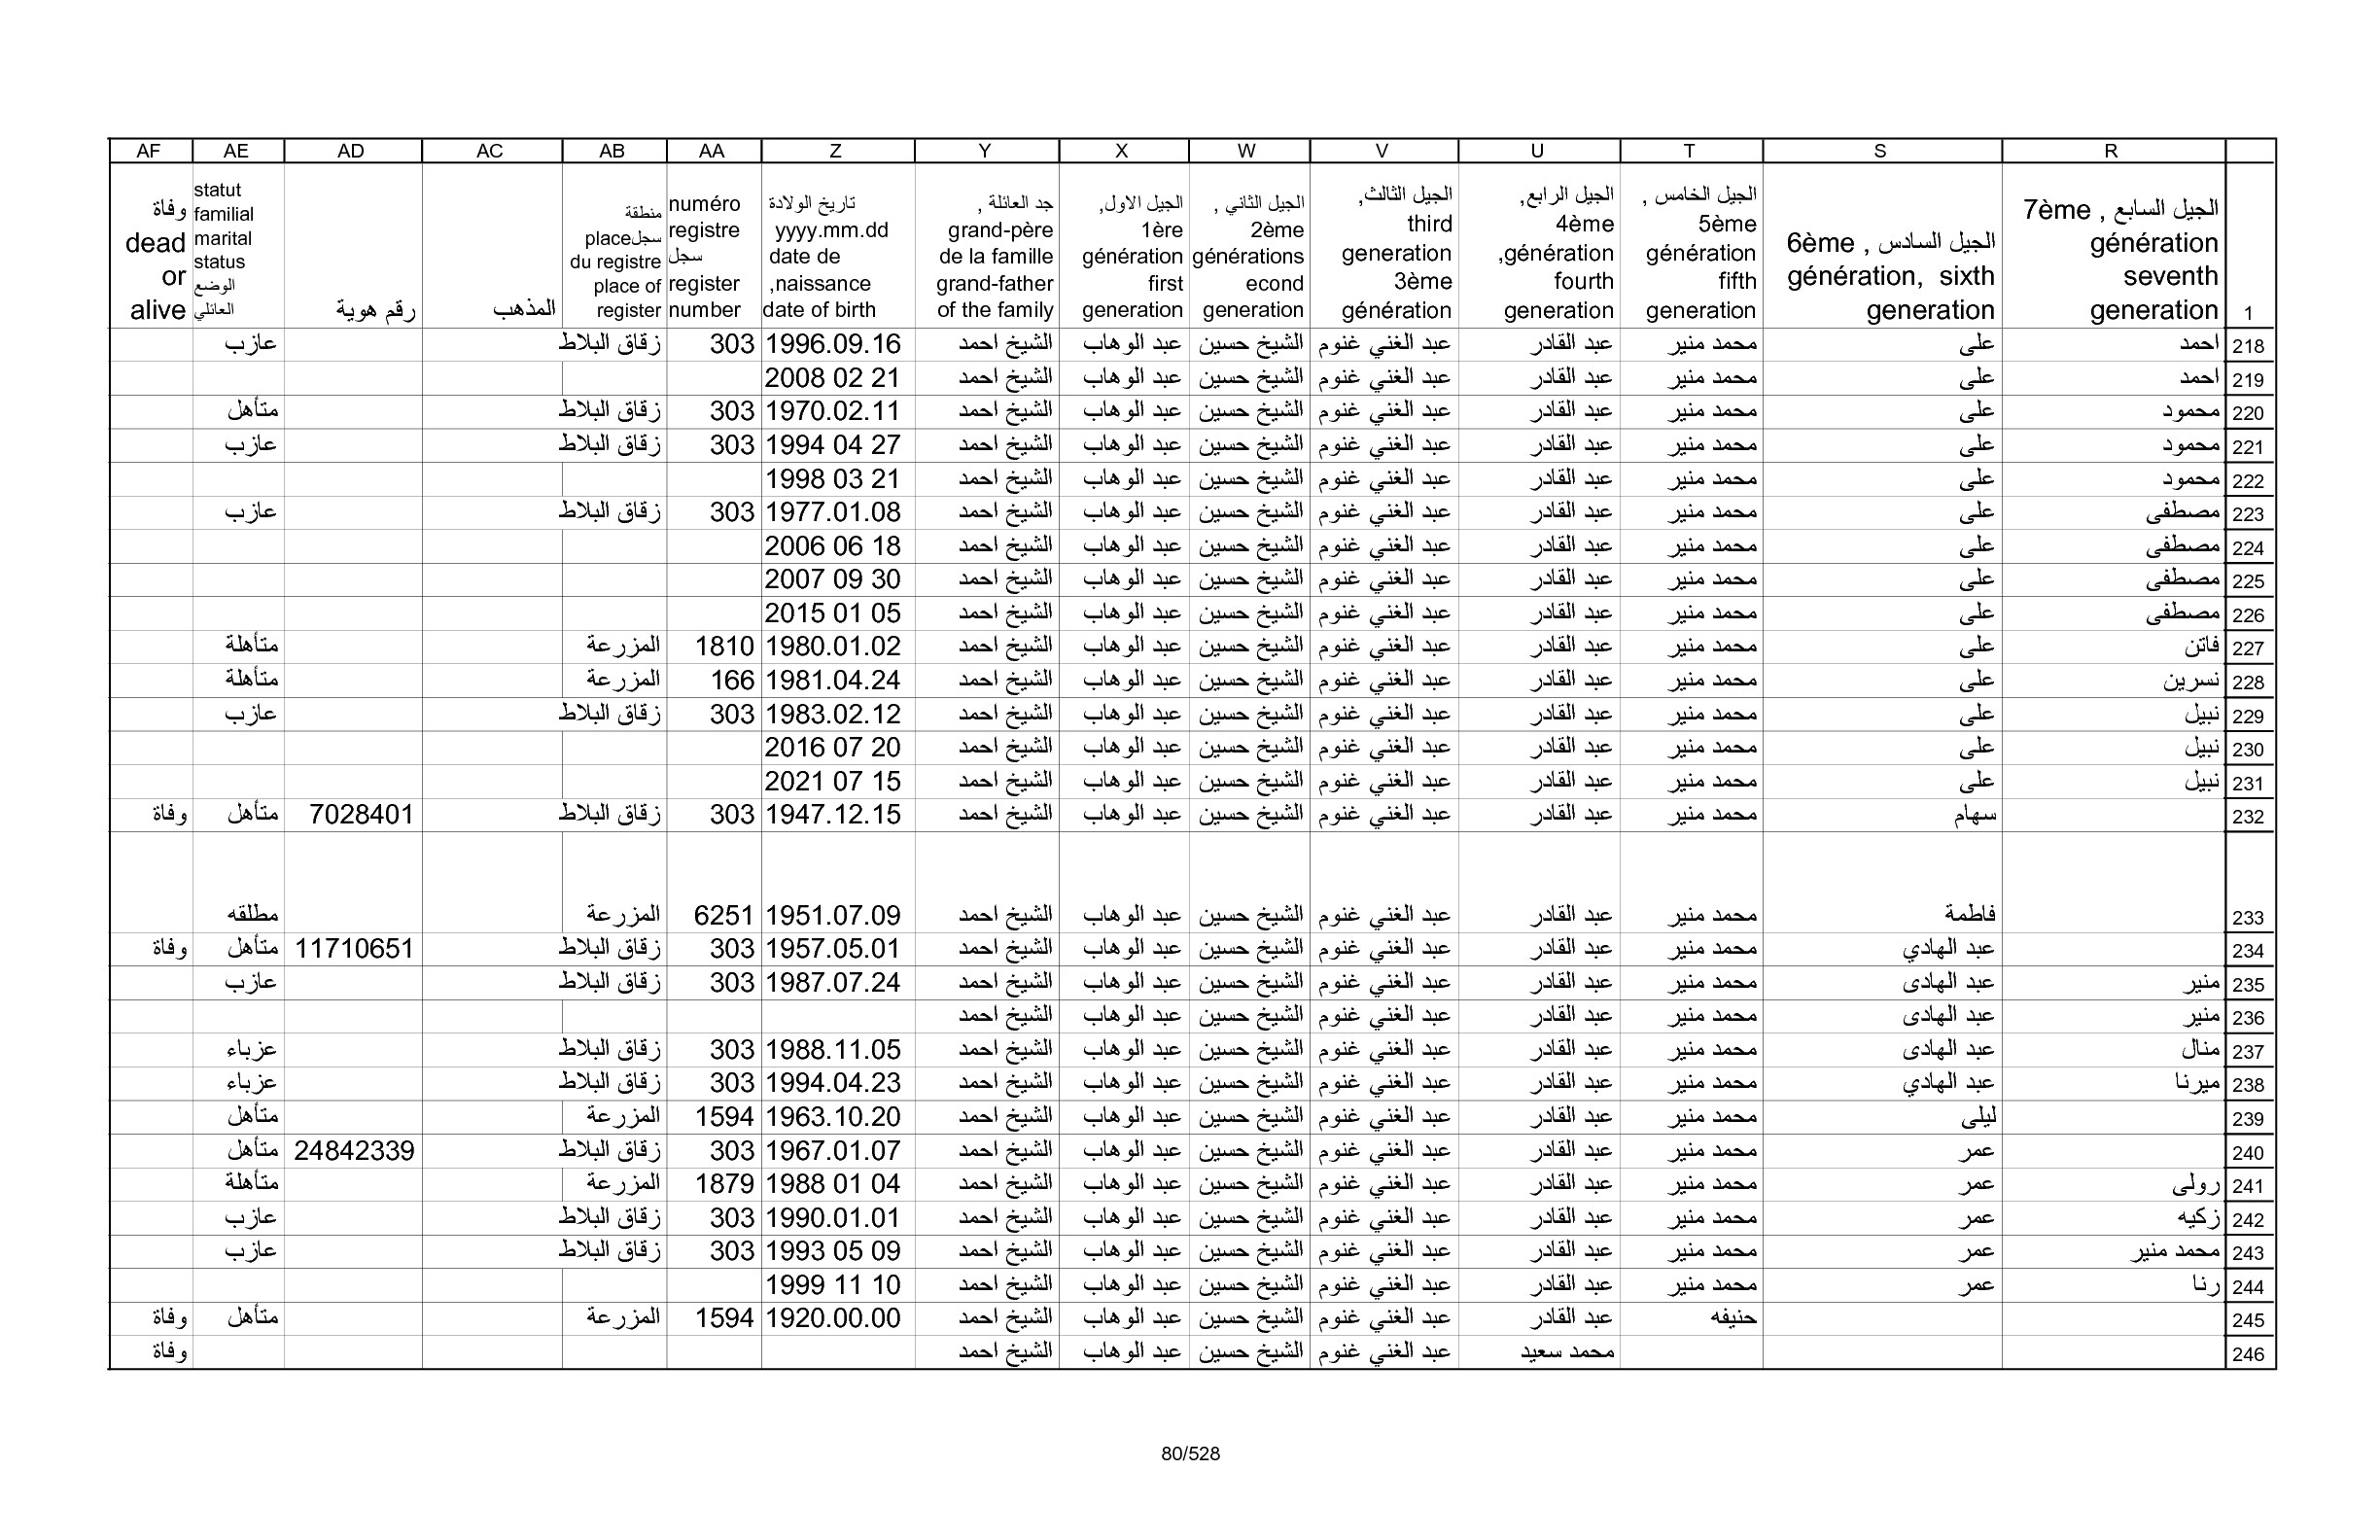 AF AE AD AC AB AA Z Y X W V U T S R
وفاة dead or alive
statut familial marital status الوضع العائلي
رقم هوية
المذهب
منطقة سجل place du registre place of register
numéro registre سجل register number
تاريخ الولادة yyyy.mm.dd date de naissance, date of birth
جد العائلة , grand-père de la famille grand-father of the family
الجيل الاول, 1ère génération first generation
الجيل الثاني , 2ème générations econd generation
الجيل الثالث, third generation 3ème génération
الجيل الرابع, 4ème génération, fourth generation
الجيل الخامس , 5ème génération fifth generation
الجيل السادس , 6ème génération, sixth generation
الجيل السابع , 7ème génération seventh generation
1
218 احمد على محمد منير عبد القادر عبد الغني غنوم الشيخ حسين عبد الوهاب الشيخ احمد 1996.09.16 303 زقاق البلاط عازب
219 احمد على محمد منير عبد القادر عبد الغني غنوم الشيخ حسين عبد الوهاب الشيخ احمد 2008 02 21
220 محمود على محمد منير عبد القادر عبد الغني غنوم الشيخ حسين عبد الوهاب الشيخ احمد 1970.02.11 303 زقاق البلاط متأهل
221 محمود على محمد منير عبد القادر عبد الغني غنوم الشيخ حسين عبد الوهاب الشيخ احمد 1994 04 27 303 زقاق البلاط عازب
222 محمود على محمد منير عبد القادر عبد الغني غنوم الشيخ حسين عبد الوهاب الشيخ احمد 1998 03 21
223 مصطفى على محمد منير عبد القادر عبد الغني غنوم الشيخ حسين عبد الوهاب الشيخ احمد 1977.01.08 303 زقاق البلاط عازب
224 مصطفى على محمد منير عبد القادر عبد الغني غنوم الشيخ حسين عبد الوهاب الشيخ احمد 2006 06 18
225 مصطفى على محمد منير عبد القادر عبد الغني غنوم الشيخ حسين عبد الوهاب الشيخ احمد 2007 09 30
226 مصطفى على محمد منير عبد القادر عبد الغني غنوم الشيخ حسين عبد الوهاب الشيخ احمد 2015 01 05
227 فاتن على محمد منير عبد القادر عبد الغني غنوم الشيخ حسين عبد الوهاب الشيخ احمد 1980.01.02 1810 المزرعة متأهلة
228 نسرين على محمد منير عبد القادر عبد الغني غنوم الشيخ حسين عبد الوهاب الشيخ احمد 1981.04.24 166 المزرعة متأهلة
229 نبيل على محمد منير عبد القادر عبد الغني غنوم الشيخ حسين عبد الوهاب الشيخ احمد 1983.02.12 303 زقاق البلاط عازب
230 نبيل على محمد منير عبد القادر عبد الغني غنوم الشيخ حسين عبد الوهاب الشيخ احمد 2016 07 20
231 نبيل على محمد منير عبد القادر عبد الغني غنوم الشيخ حسين عبد الوهاب الشيخ احمد 2021 07 15
232 سهام محمد منير عبد القادر عبد الغني غنوم الشيخ حسين عبد الوهاب الشيخ احمد 1947.12.15 303 زقاق البلاط 7028401 متأهل وفاة
233 فاطمة محمد منير عبد القادر عبد الغني غنوم الشيخ حسين عبد الوهاب الشيخ احمد 1951.07.09 6251 المزرعة مطلقه
234 عبد الهادي محمد منير عبد القادر عبد الغني غنوم الشيخ حسين عبد الوهاب الشيخ احمد 1957.05.01 303 زقاق البلاط 11710651 متأهل وفاة
235 منير عبد الهادى محمد منير عبد القادر عبد الغني غنوم الشيخ حسين عبد الوهاب الشيخ احمد 1987.07.24 303 زقاق البلاط عازب
236 منير عبد الهادى محمد منير عبد القادر عبد الغني غنوم الشيخ حسين عبد الوهاب الشيخ احمد
237 منال عبد الهادى محمد منير عبد القادر عبد الغني غنوم الشيخ حسين عبد الوهاب الشيخ احمد 1988.11.05 303 زقاق البلاط عزباء
238 ميرنا عبد الهادي محمد منير عبد القادر عبد الغني غنوم الشيخ حسين عبد الوهاب الشيخ احمد 1994.04.23 303 زقاق البلاط عزباء
239 ليلى محمد منير عبد القادر عبد الغني غنوم الشيخ حسين عبد الوهاب الشيخ احمد 1963.10.20 1594 المزرعة متأهل
240 عمر محمد منير عبد القادر عبد الغني غنوم الشيخ حسين عبد الوهاب الشيخ احمد 1967.01.07 303 زقاق البلاط 24842339 متأهل
241 رولى عمر محمد منير عبد القادر عبد الغني غنوم الشيخ حسين عبد الوهاب الشيخ احمد 1988 01 04 1879 المزرعة متأهلة
242 زكيه عمر محمد منير عبد القادر عبد الغني غنوم الشيخ حسين عبد الوهاب الشيخ احمد 1990.01.01 303 زقاق البلاط عازب
243 محمد منير عمر محمد منير عبد القادر عبد الغني غنوم الشيخ حسين عبد الوهاب الشيخ احمد 1993 05 09 303 زقاق البلاط عازب
244 رنا عمر محمد منير عبد القادر عبد الغني غنوم الشيخ حسين عبد الوهاب الشيخ احمد 1999 11 10
245 حنيفه عبد القادر عبد الغني غنوم الشيخ حسين عبد الوهاب الشيخ احمد 1920.00.00 1594 المزرعة متأهل وفاة
246 محمد سعيد عبد الغني غنوم الشيخ حسين عبد الوهاب الشيخ احمد وفاة
80/528